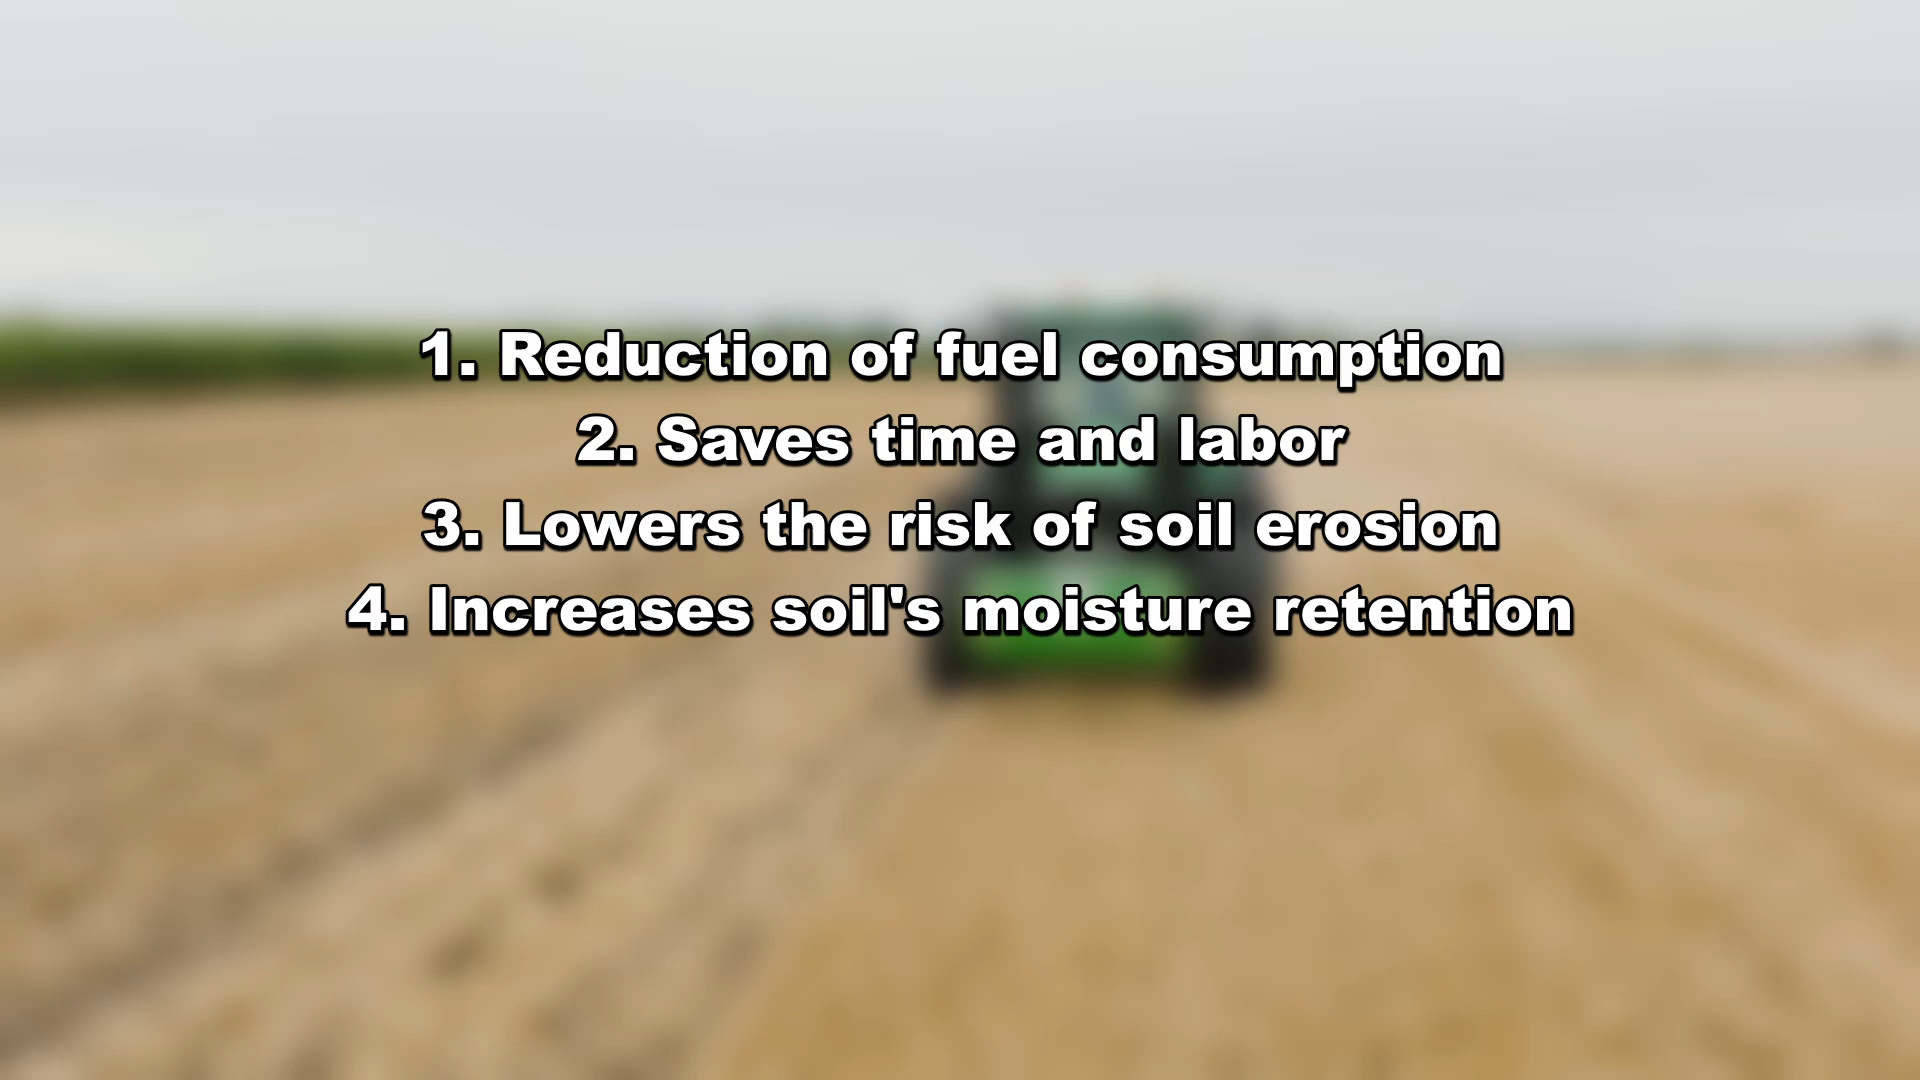 1. Reduction of fuel consumption
2. Saves time and labor
3. Lowers the risk of soil erosion
4. Increases soil's moisture retention